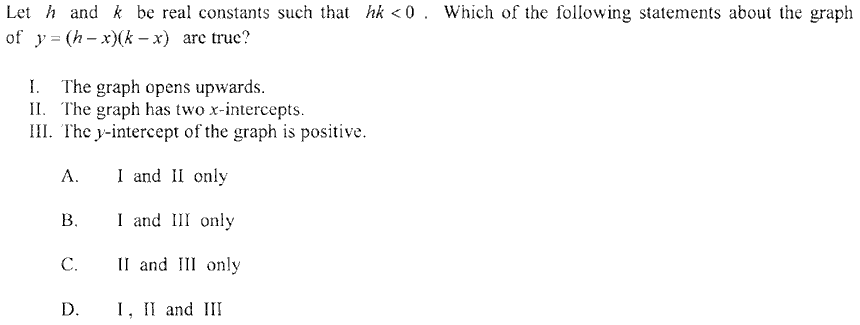 Let h and k be real constants such that hk < 0 . Which of the following statements about the graph
of y = (h – x)(k – x) are true?
I. The graph opens upwards.
II. The graph has two x-intercepts.
III. The y-intercept of the graph is positive.
A. I and II only
B. I and III only
C. II and III only
D. I , II and III